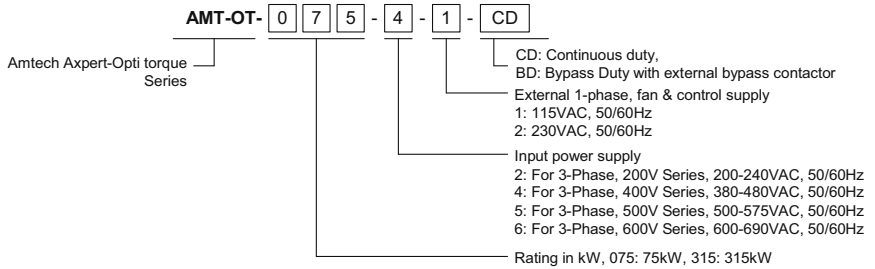 AMT-OT- 0 7 5 - 4 - 1 - CD
Amtech Axpert-Opti torque
Series
CD: Continuous duty,
BD: Bypass Duty with external bypass contactor
External 1-phase, fan & control supply
1: 115VAC, 50/60Hz
2: 230VAC, 50/60Hz
Input power supply
2: For 3-Phase, 200V Series, 200-240VAC, 50/60Hz
4: For 3-Phase, 400V Series, 380-480VAC, 50/60Hz
5: For 3-Phase, 500V Series, 500-575VAC, 50/60Hz
6: For 3-Phase, 600V Series, 600-690VAC, 50/60Hz
Rating in kW, 075: 75kW, 315: 315kW